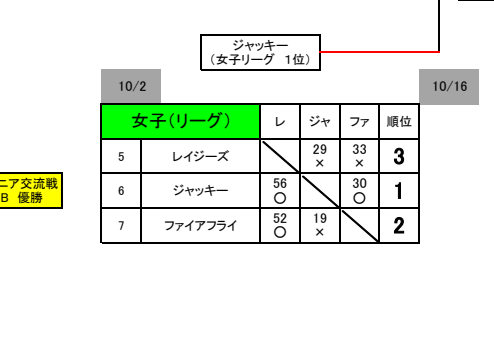 ジャッキー
(女子リーグ 1位)
10/2
10/16
女子(リーグ) レ ジャ ファ 順位
5 レイジーズ 29 × 33 × 3
ニア交流戦
B 優勝
6 ジャッキー 56 ○ 30 ○ 1
7 ファイアフライ 52 ○ 19 × 2